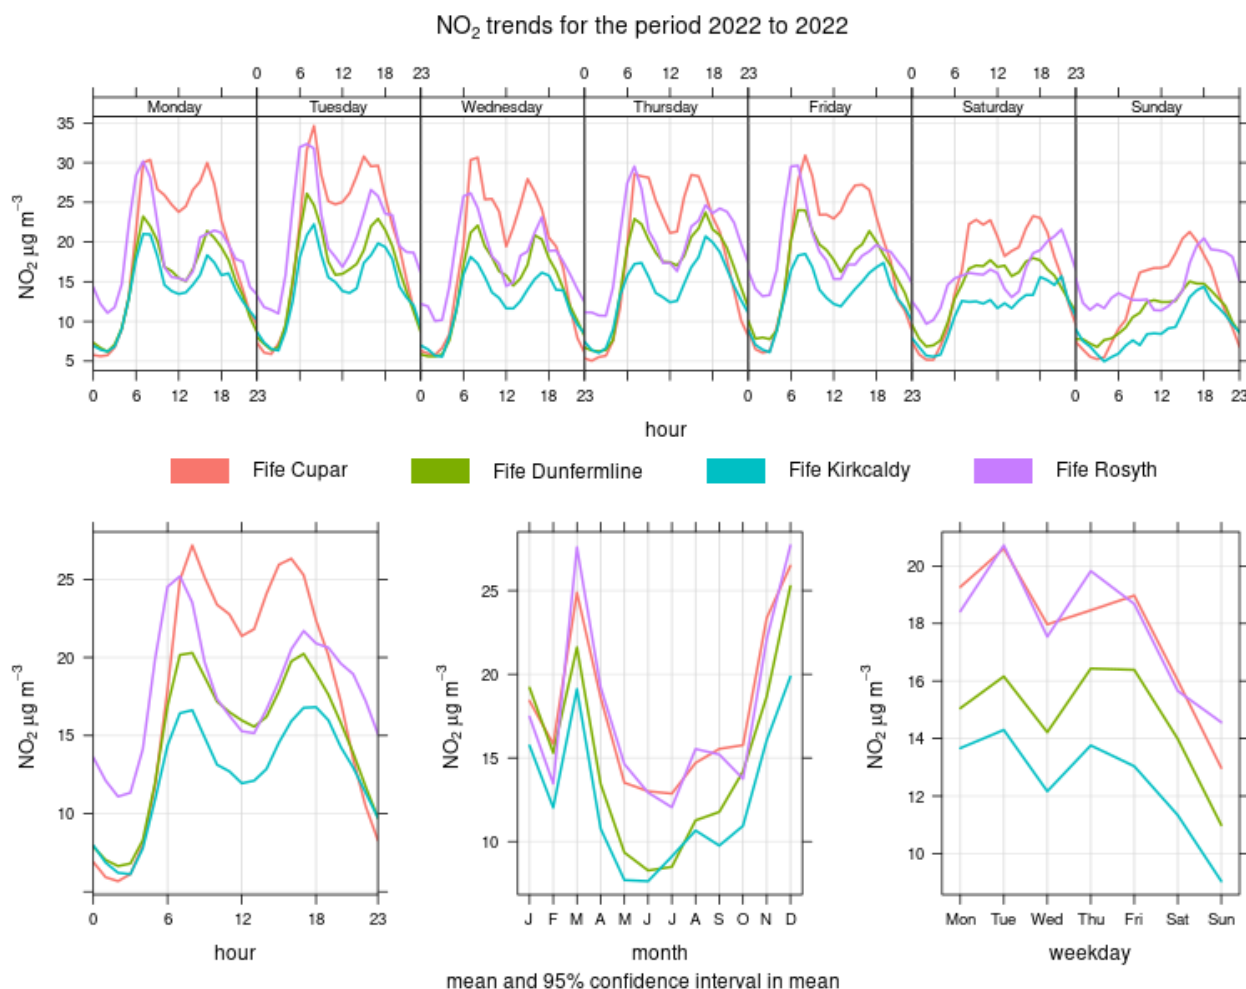 NO2 trends for the period 2022 to 2022
0 6 12 18 23 0 6 12 18 23 0 6 12 18 23
Monday Tuesday Wednesday Thursday Friday Saturday Sunday
35
30
25
20
15
10
5
NO2 µg m−3
0 6 12 18 23 0 6 12 18 23 0 6 12 18 23 0 6 12 18 23
hour
Fife Cupar Fife Dunfermline Fife Kirkcaldy Fife Rosyth
25
20
15
10
NO2 µg m−3
0 6 12 18 23
hour
25
20
15
10
NO2 µg m−3
J F M A M J J A S O N D
month
20
18
16
14
12
10
NO2 µg m−3
Mon Tue Wed Thu Fri Sat Sun
weekday
mean and 95% confidence interval in mean